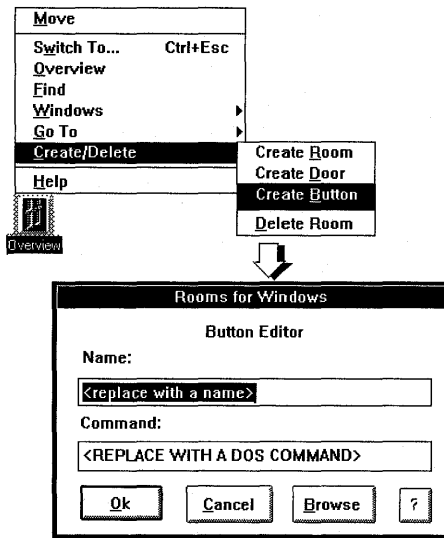 Move
Switch To... Ctrl+Esc
Overview
Find
Windows
Go To
Create/Delete
Help
Create Room
Create Door
Create Button
Delete Room
Overview
Rooms for Windows
Button Editor
Name:
<replace with a name>
Command:
<REPLACE WITH A DOS COMMAND>
Ok Cancel Browse ?